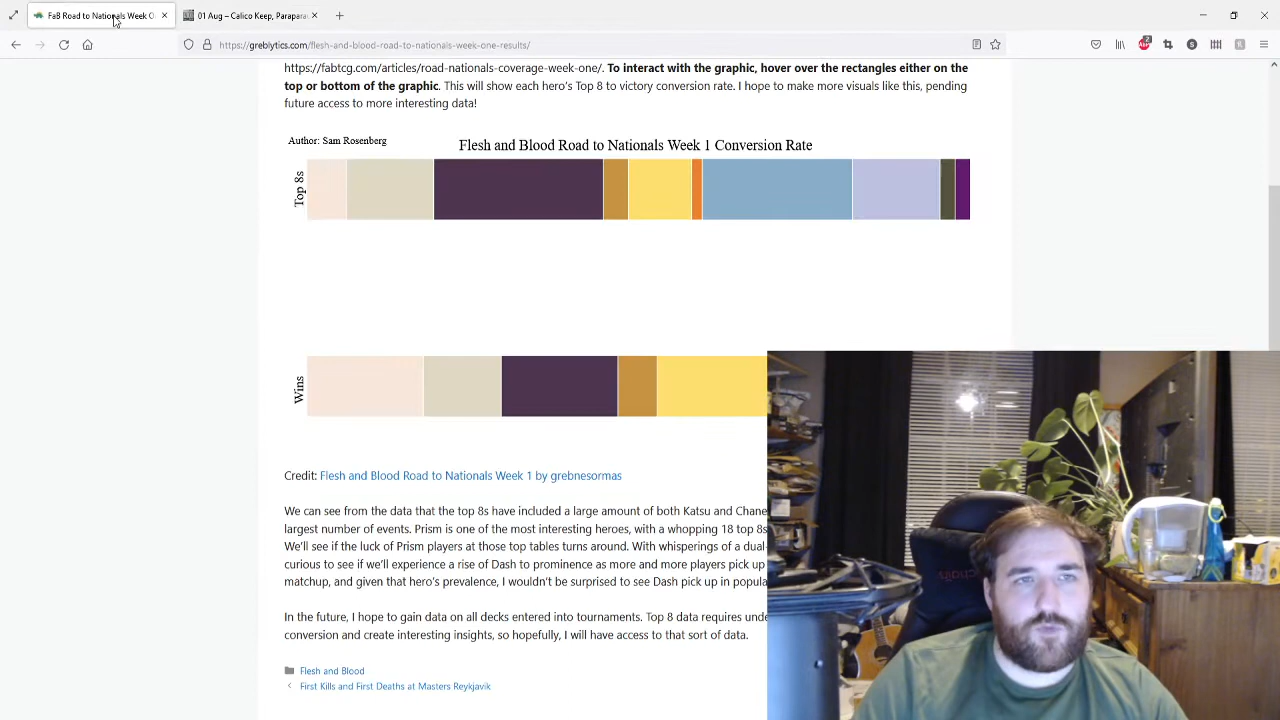 FaB Road to Nationals Week O
01 Aug – Calico Keep, Parapara
https://greblytics.com/flesh-and-blood-road-to-nationals-week-one-results/
https://fabtcg.com/articles/road-nationals-coverage-week-one/. To interact with the graphic, hover over the rectangles either on the
top or bottom of the graphic. This will show each hero's Top 8 to victory conversion rate. I hope to make more visuals like this, pending
future access to more interesting data!
Author: Sam Rosenberg
Flesh and Blood Road to Nationals Week 1 Conversion Rate
Top 8s
Wins
Credit: Flesh and Blood Road to Nationals Week 1 by grebnesormas
We can see from the data that the top 8s have included a large amount of both Katsu and Chane
largest number of events. Prism is one of the most interesting heroes, with a whopping 18 top 8s
We'll see if the luck of Prism players at those top tables turns around. With whisperings of a dual-
curious to see if we'll experience a rise of Dash to prominence as more and more players pick up
matchup, and given that hero's prevalence, I wouldn't be surprised to see Dash pick up in popula
In the future, I hope to gain data on all decks entered into tournaments. Top 8 data requires unde
conversion and create interesting insights, so hopefully, I will have access to that sort of data.
Flesh and Blood
First Kills and First Deaths at Masters Reykjavik